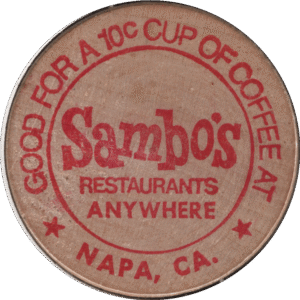 GOOD FOR A 10¢ CUP OF COFFEE AT
Sambo's
RESTAURANTS
ANYWHERE
NAPA, CA.